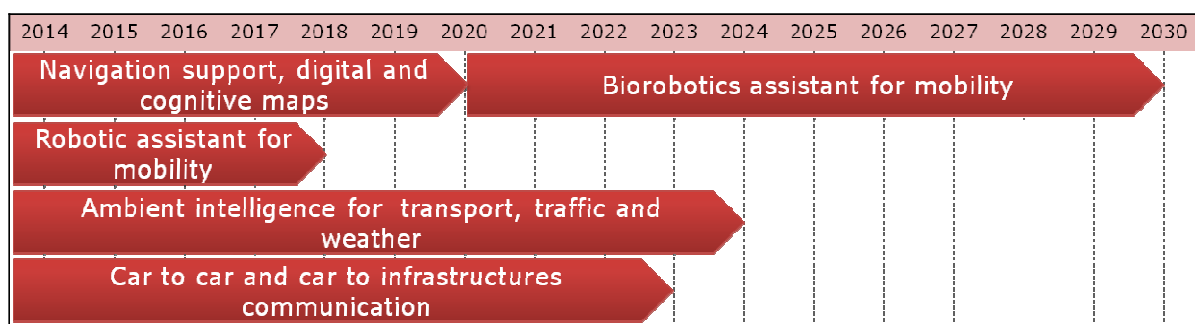 2014 2015 2016 2017 2018 2019 2020 2021 2022 2023 2024 2025 2026 2027 2028 2029 2030
Navigation support, digital and
cognitive maps
Biorobotics assistant for mobility
Robotic assistant for
mobility
Ambient intelligence for transport, traffic and
weather
Car to car and car to infrastructures
communication